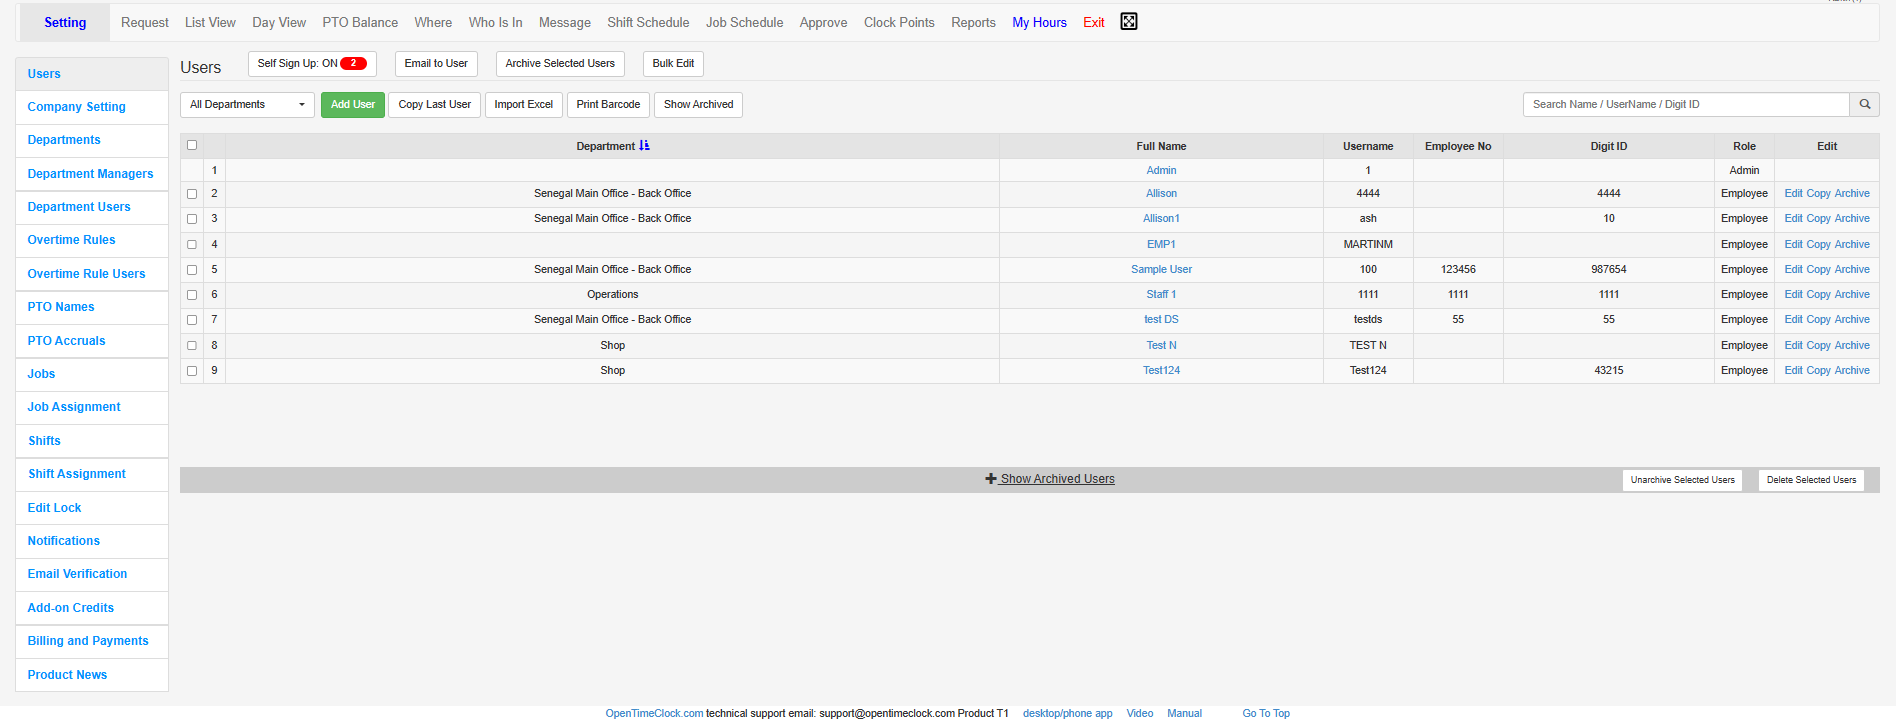 Setting Request List View Day View PTO Balance Where Who Is In Message Shift Schedule Job Schedule Approve Clock Points Reports My Hours Exit
Users
Company Setting
Departments
Department Managers
Department Users
Overtime Rules
Overtime Rule Users
PTO Names
PTO Accruals
Jobs
Job Assignment
Shifts
Shift Assignment
Edit Lock
Notifications
Email Verification
Add-on Credits
Billing and Payments
Product News
Users Self Sign Up: ON 2 Email to User Archive Selected Users Bulk Edit
All Departments Add User Copy Last User Import Excel Print Barcode Show Archived Search Name / UserName / Digit ID
Department Full Name Username Employee No Digit ID Role Edit
1 Admin 1 Admin
2 Senegal Main Office - Back Office Allison 4444 4444 Employee Edit Copy Archive
3 Senegal Main Office - Back Office Allison1 ash 10 Employee Edit Copy Archive
4 EMP1 MARTINM Employee Edit Copy Archive
5 Senegal Main Office - Back Office Sample User 100 123456 987654 Employee Edit Copy Archive
6 Operations Staff 1 1111 1111 1111 Employee Edit Copy Archive
7 Senegal Main Office - Back Office test DS testds 55 55 Employee Edit Copy Archive
8 Shop Test N TEST N Employee Edit Copy Archive
9 Shop Test124 Test124 43215 Employee Edit Copy Archive
Show Archived Users Unarchive Selected Users Delete Selected Users
OpenTimeClock.com technical support email: support@opentimeclock.com Product T1 desktop/phone app Video Manual Go To Top